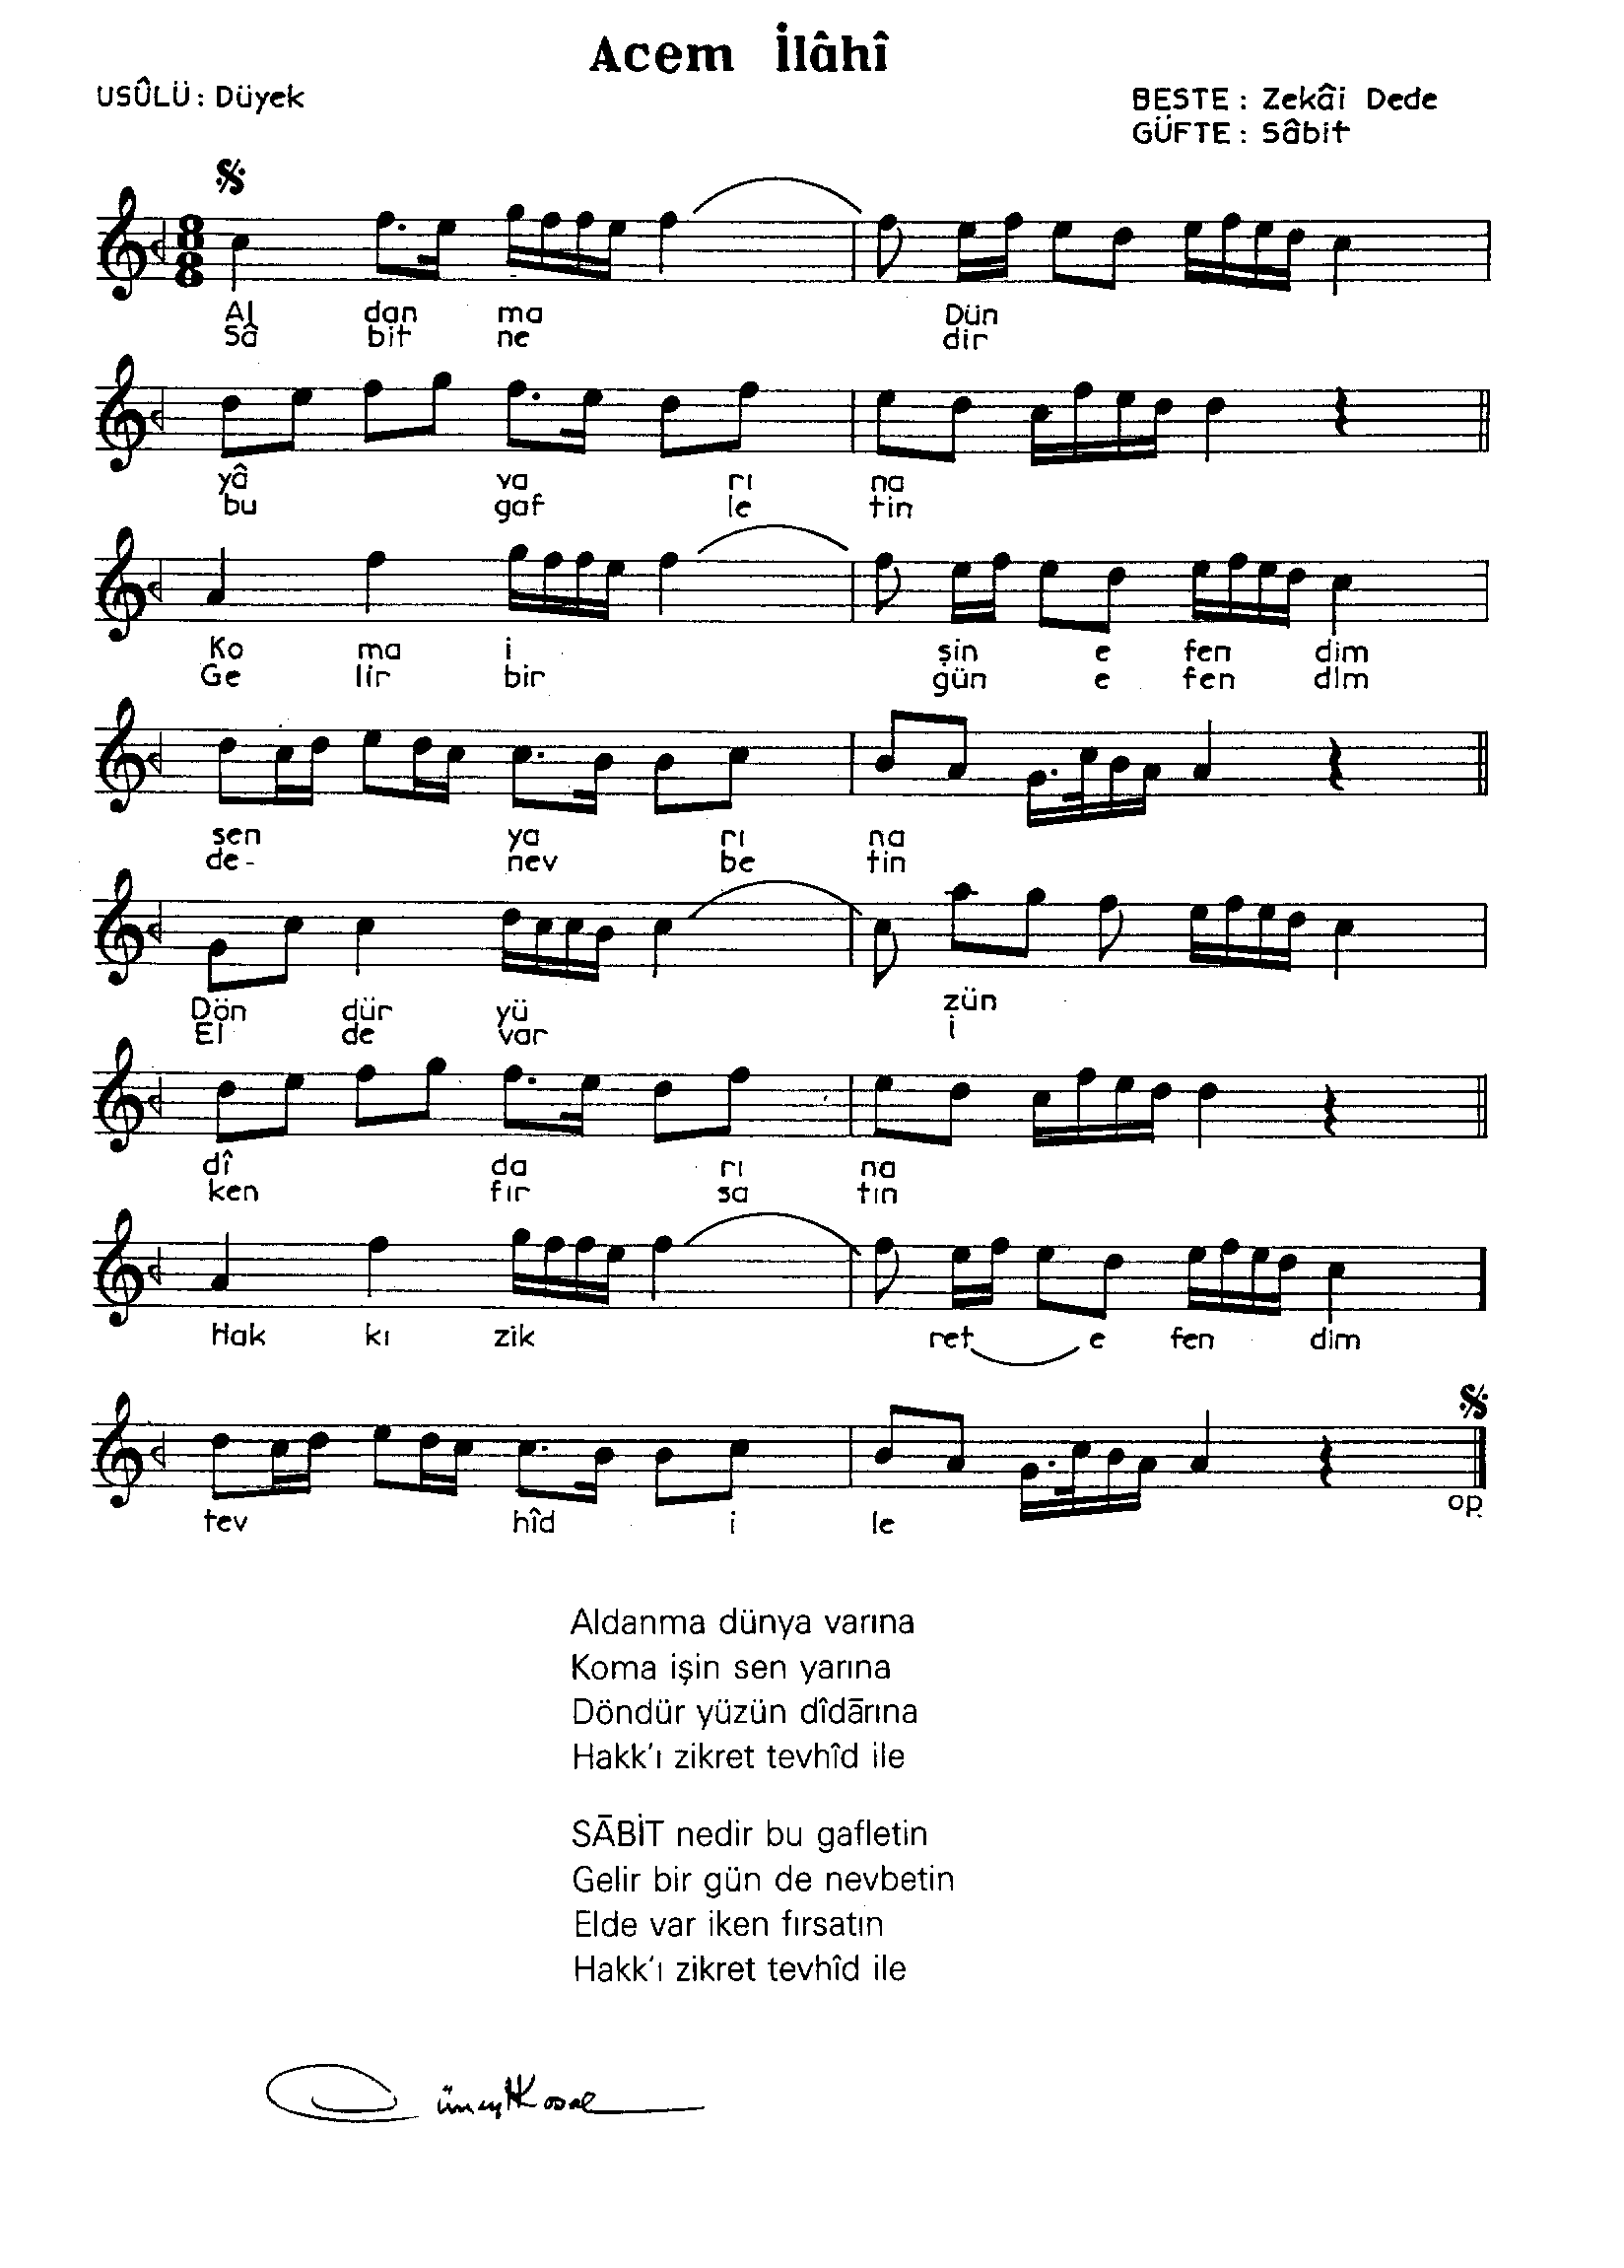 Acem İlâhî
USÛLÜ: Düyek
BESTE: Zekâi Dede
GÜFTE: Sâbit
8
8
Al dan ma Dün
Sâ bit ne dir
yâ va rı na
bu gaf le tin
Ko ma i şin e fen dim
Ge lir bir gün e fen dim
sen ya rı na
de- nev be tin
Dön dür yü zün
El de var i
dî da rı na
ken fır sa tın
Hak kı zik ret e fen dim
tev hîd i le
op
Aldanma dünya varına
Koma işin sen yarına
Döndür yüzün dîdārına
Hakk'ı zikret tevhîd ile
SĀBİT nedir bu gafletin
Gelir bir gün de nevbetin
Elde var iken fırsatın
Hakk'ı zikret tevhîd ile